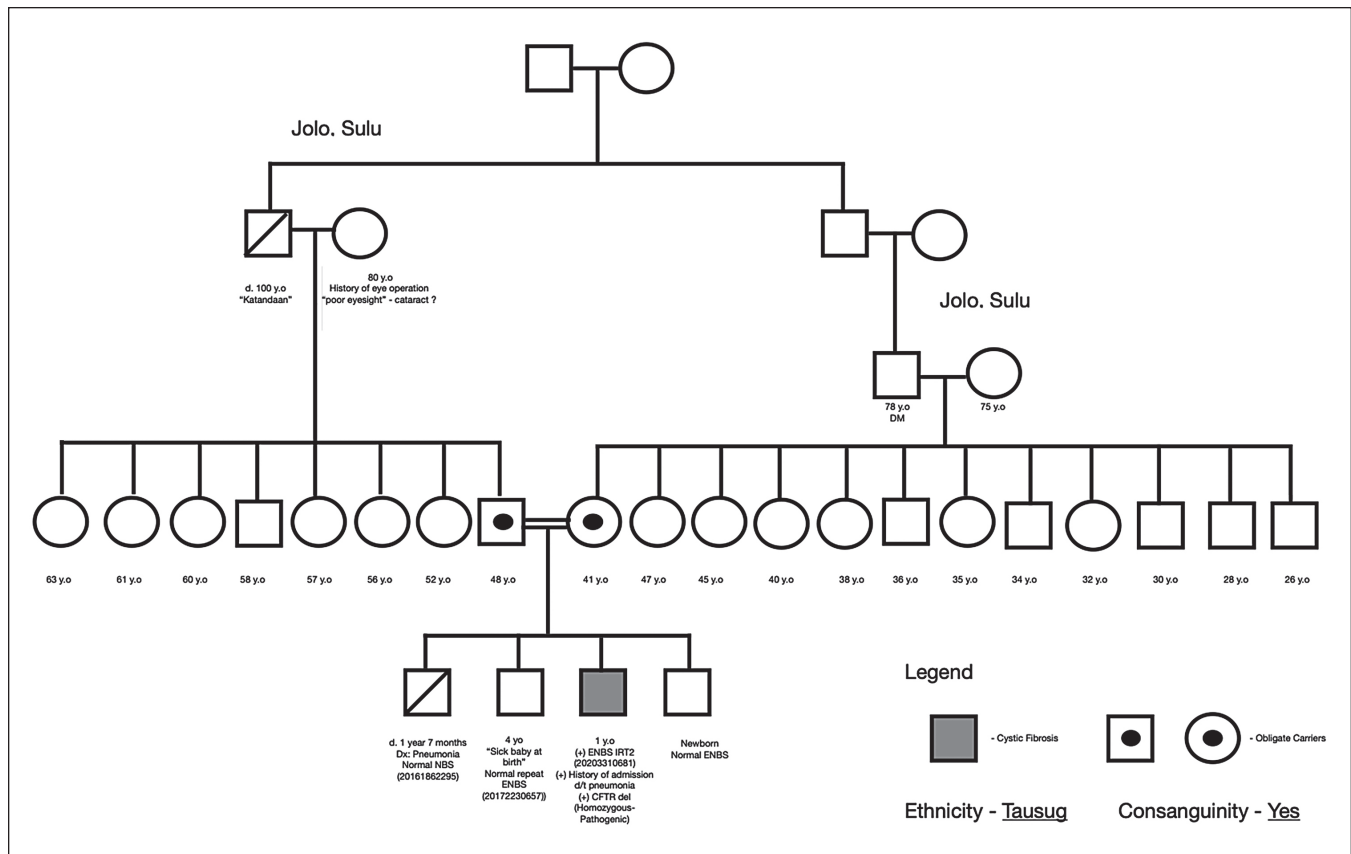 Jolo, Sulu
d. 100 y.o
“Katandaan”
80 y.o
History of eye operation
“poor eyesight” - cataract ?
Jolo, Sulu
78 y.o
DM
75 y.o
63 y.o
61 y.o
60 y.o
58 y.o
57 y.o
56 y.o
52 y.o
48 y.o
41 y.o
47 y.o
45 y.o
40 y.o
38 y.o
36 y.o
35 y.o
34 y.o
32 y.o
30 y.o
28 y.o
26 y.o
d. 1 year 7 months
Dx: Pneumonia
Normal NBS
(20161862295)
4 yo
“Sick baby at
birth”
Normal repeat
ENBS
(20172230657))
1 y.o
(+) ENBS IRT2
(20203310681)
(+) History of admission
d/t pneumonia
(+) CFTR del
(Homozygous-
Pathogenic)
Newborn
Normal ENBS
Legend
- Cystic Fibrosis
- Obligate Carriers
Ethnicity - Tausug
Consanguinity - Yes